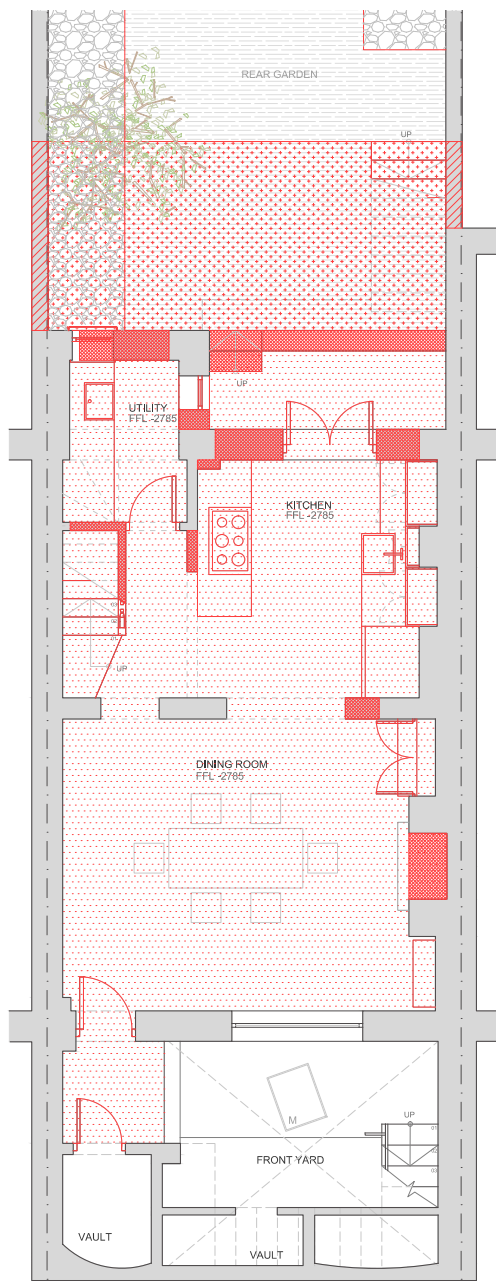 REAR GARDEN
UP
UP
UTILITY
FFL -2785
KITCHEN
FFL -2785
UP
DINING ROOM
FFL -2785
M
UP
FRONT YARD
VAULT
VAULT